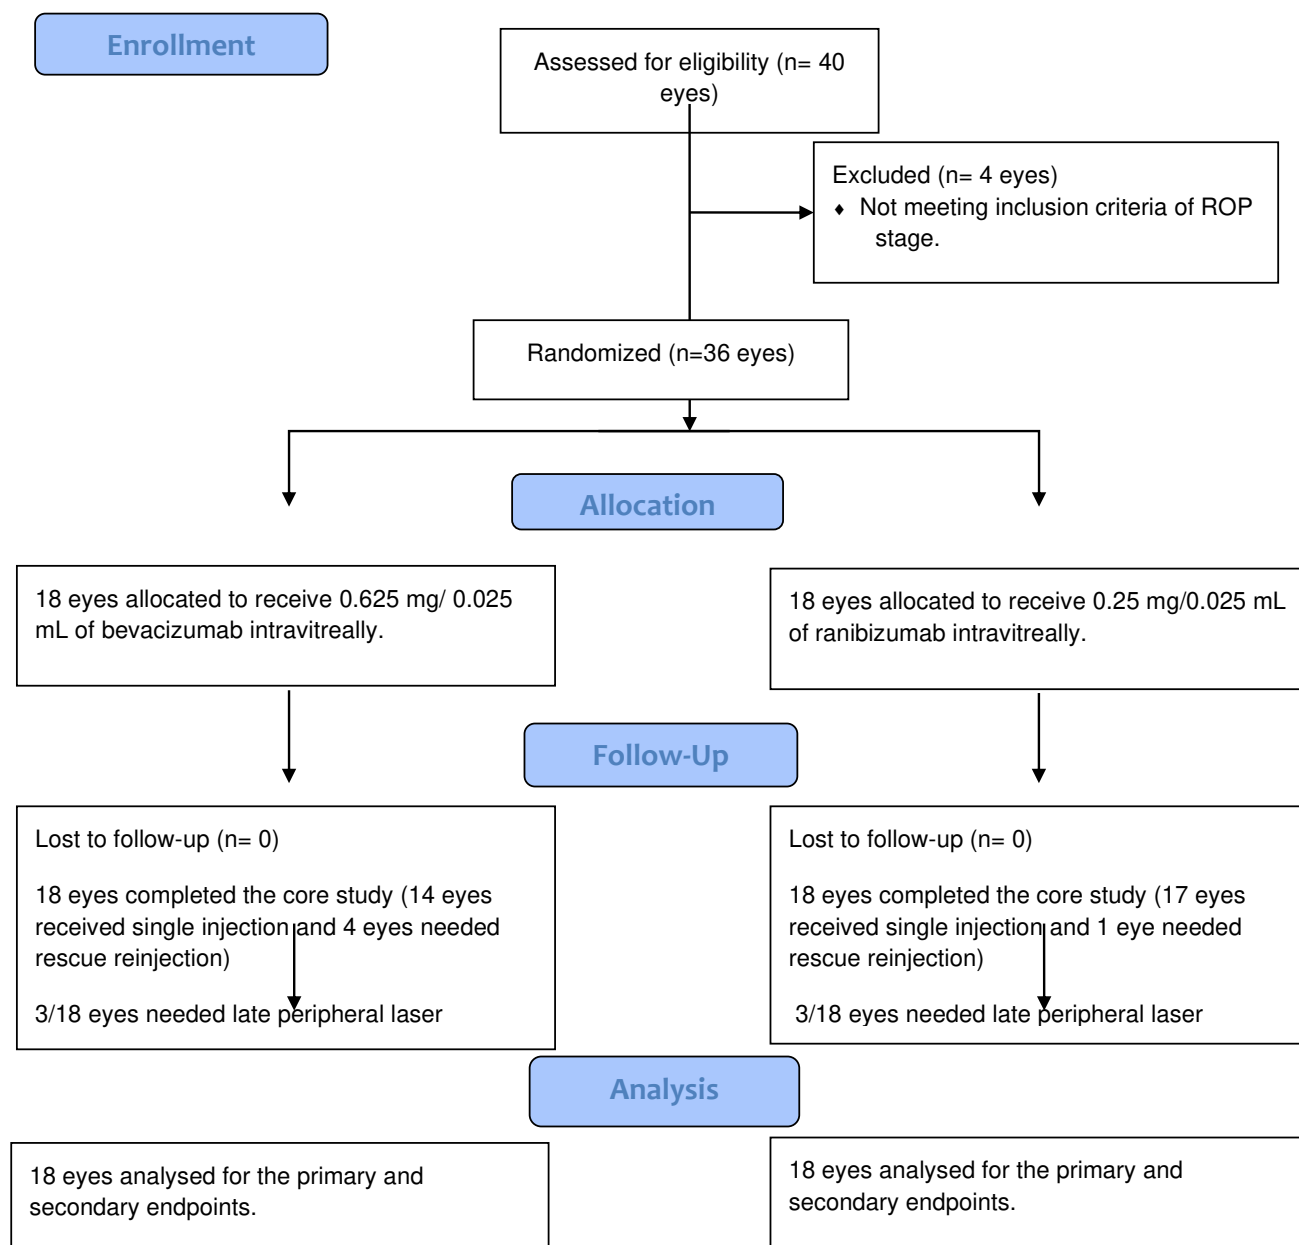 Enrollment
Assessed for eligibility (n= 40
eyes)
Excluded (n= 4 eyes)
♦ Not meeting inclusion criteria of ROP
stage.
Randomized (n=36 eyes)
Allocation
18 eyes allocated to receive 0.625 mg/ 0.025
mL of bevacizumab intravitreally.
18 eyes allocated to receive 0.25 mg/0.025 mL
of ranibizumab intravitreally.
Follow-Up
Lost to follow-up (n= 0)
18 eyes completed the core study (14 eyes
received single injection and 4 eyes needed
rescue reinjection)
3/18 eyes needed late peripheral laser
Lost to follow-up (n= 0)
18 eyes completed the core study (17 eyes
received single injection and 1 eye needed
rescue reinjection)
3/18 eyes needed late peripheral laser
Analysis
18 eyes analysed for the primary and
secondary endpoints.
18 eyes analysed for the primary and
secondary endpoints.